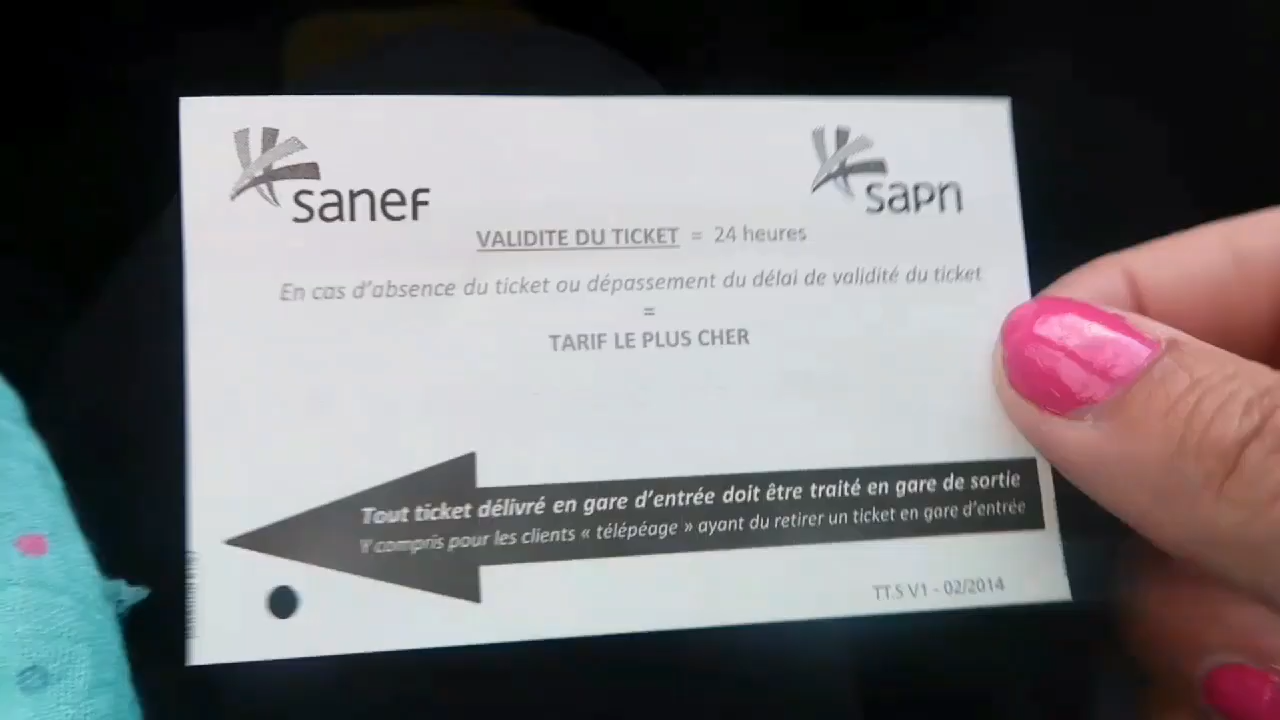 sanef
sapn
VALIDITE DU TICKET = 24 heures
En cas d'absence du ticket ou dépassement du délai de validité du ticket
=
TARIF LE PLUS CHER
Tout ticket délivré en gare d'entrée doit être traité en gare de sortie
Y compris pour les clients « télépéage » ayant du retirer un ticket en gare d'entrée
TT.S V1 - 02/2014